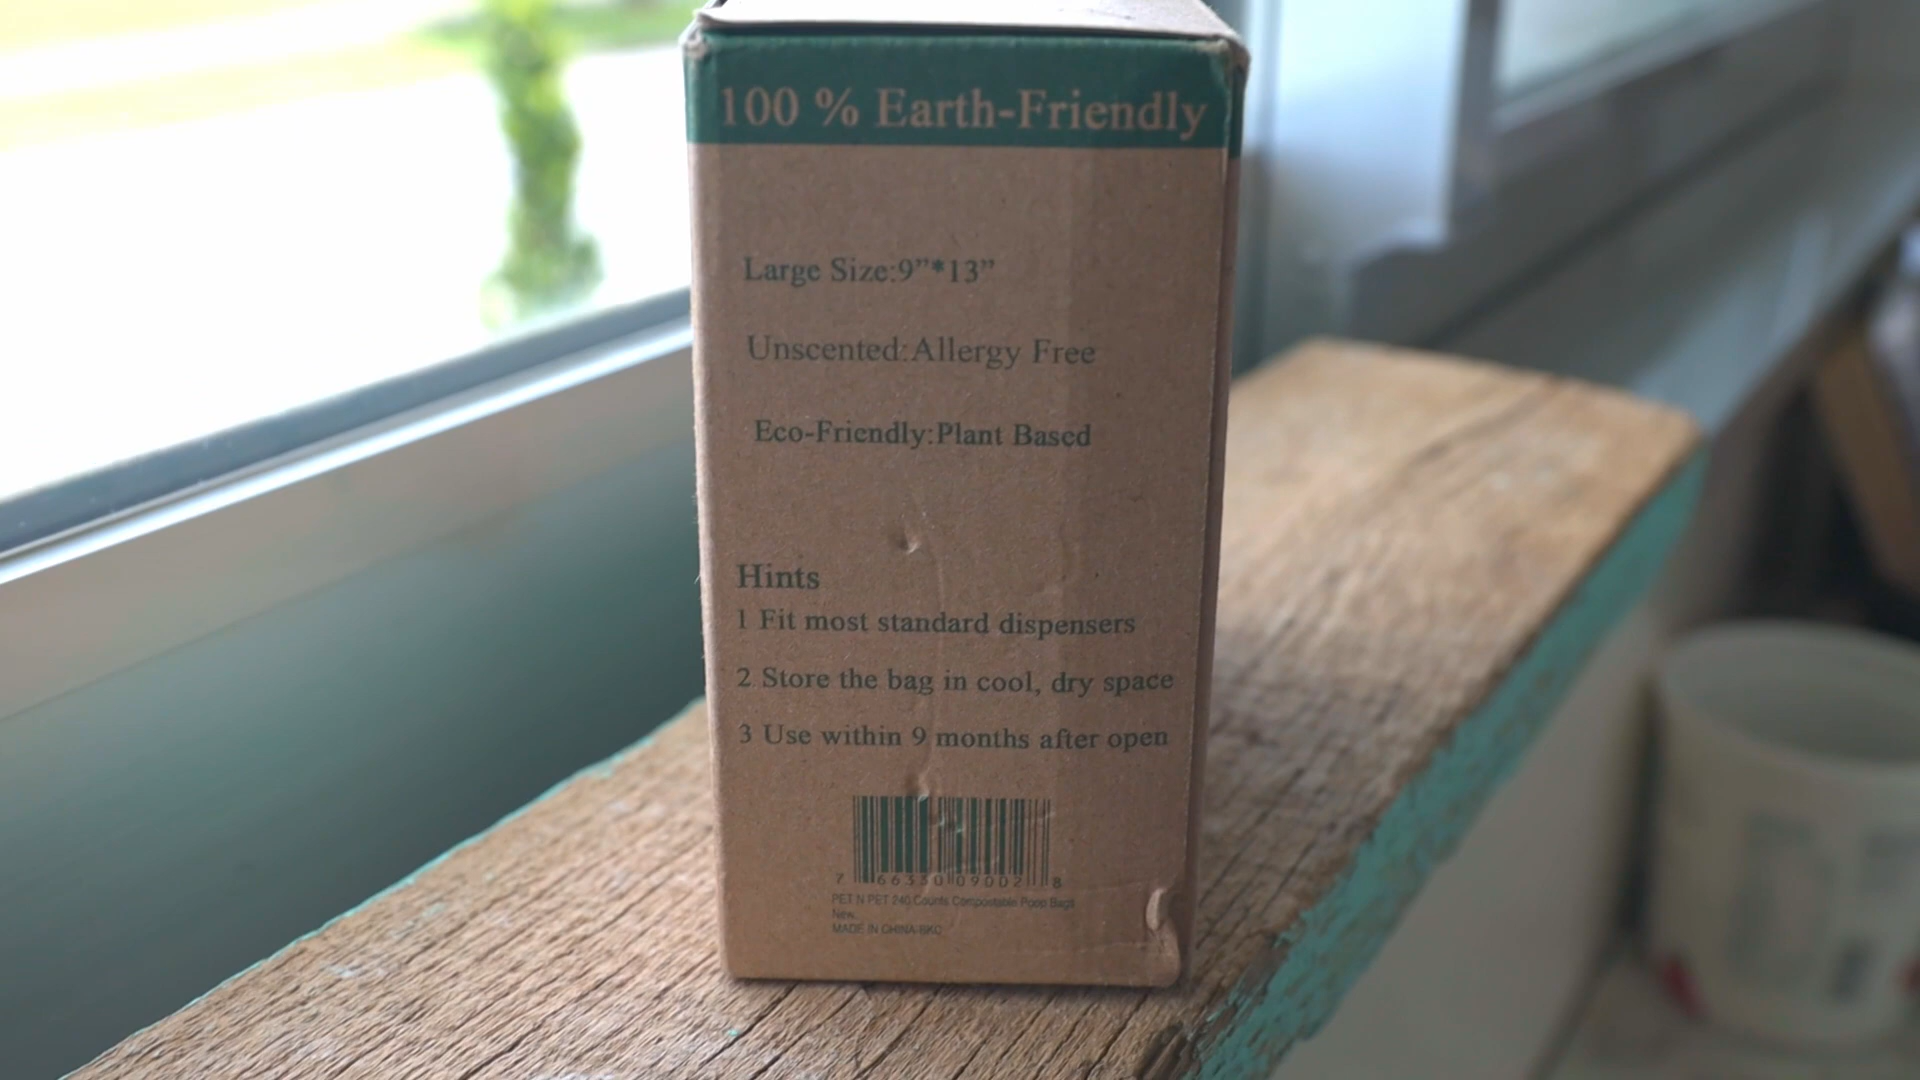 100 % Earth-Friendly
Large Size:9”*13”
Unscented:Allergy Free
Eco-Friendly:Plant Based
Hints
1 Fit most standard dispensers
2 Store the bag in cool, dry space
3 Use within 9 months after open
7 66330 09002 8
PET N PET 240 Counts Compostable Poop Bags
New
MADE IN CHINA